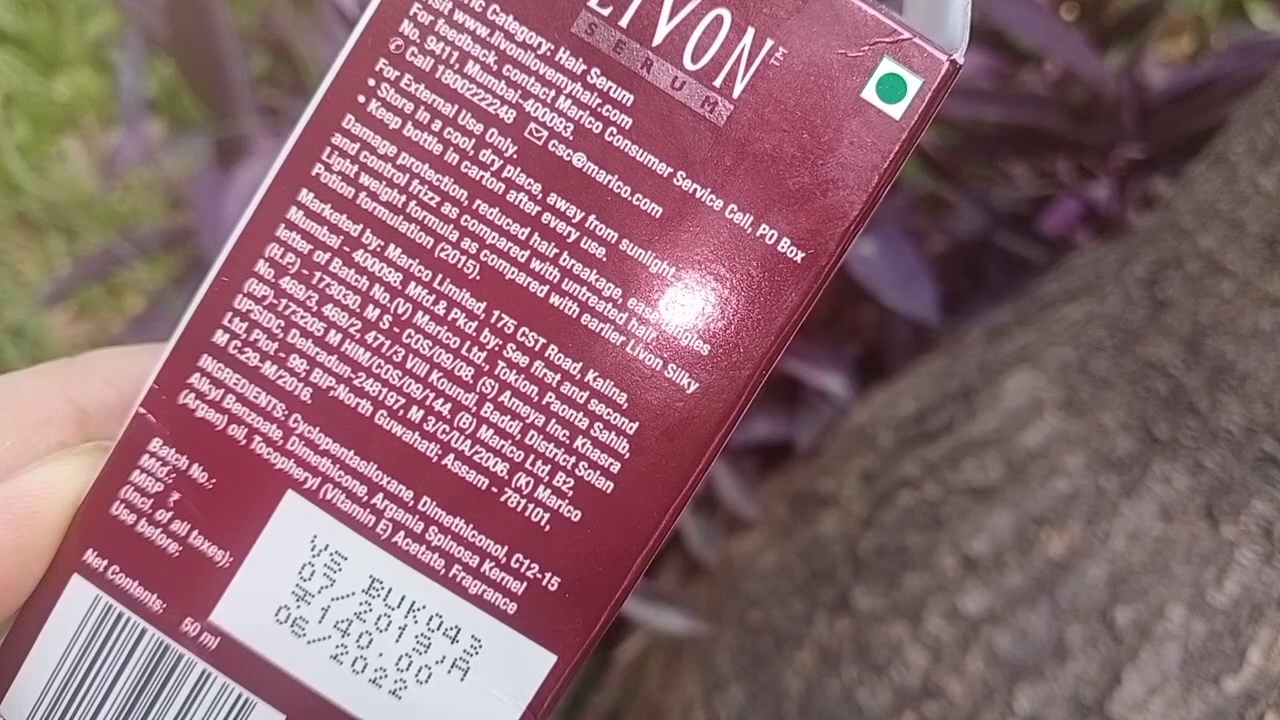 LIVON™
SERUM
ric Category: Hair Serum
visit www.livonilovemyhair.com
For feedback, contact Marico Consumer Service Cell, PO Box
No. 9411, Mumbai-400093.
Call 1800222248 csc@marico.com
For External Use Only.
• Store in a cool, dry place, away from sunlight.
• Keep bottle in carton after every use.
Damage protection, reduced hair breakage, eas
and control frizz as compared with untreated hair.
Light weight formula as compared with earlier Livon Silky
Potion formulation (2015).
Marketed by: Marico Limited, 175 CST Road, Kalina,
Mumbai - 400098. Mfd.& Pkd. by: See first and second
letter of Batch No.(V) Marico Ltd. Tokion, Paonta Sahib,
(H.P) - 173030. M S - COS/09/08. (S) Ameya Inc. Khasra
No. 469/3, 469/2, 471/3 Vill Koundi, Baddi, District Solan
(HP)-173205 M HIM/COS/09/144. (B) Marico Ltd, B2,
UPSIDC, Dehradun-248197, M 3/C/UA/2006. (K) Marico
Ltd, Plot - 99; BIP;North Guwahati; Assam - 781101,
M C.29-M/2016.
INGREDIENTS: Cyclopentasiloxane, Dimethiconol, C12-15
Alkyl Benzoate, Dimethicone, Argania Spinosa Kernel
(Argan) oil, Tocopheryl (Vitamin E) Acetate, Fragrance
Batch No.: VS BUK043
Mfd.: 07/2019/A
MRP ₹ ₹140.00
(Incl. of all taxes);
Use before: 06/2022
Net Contents: 50 ml